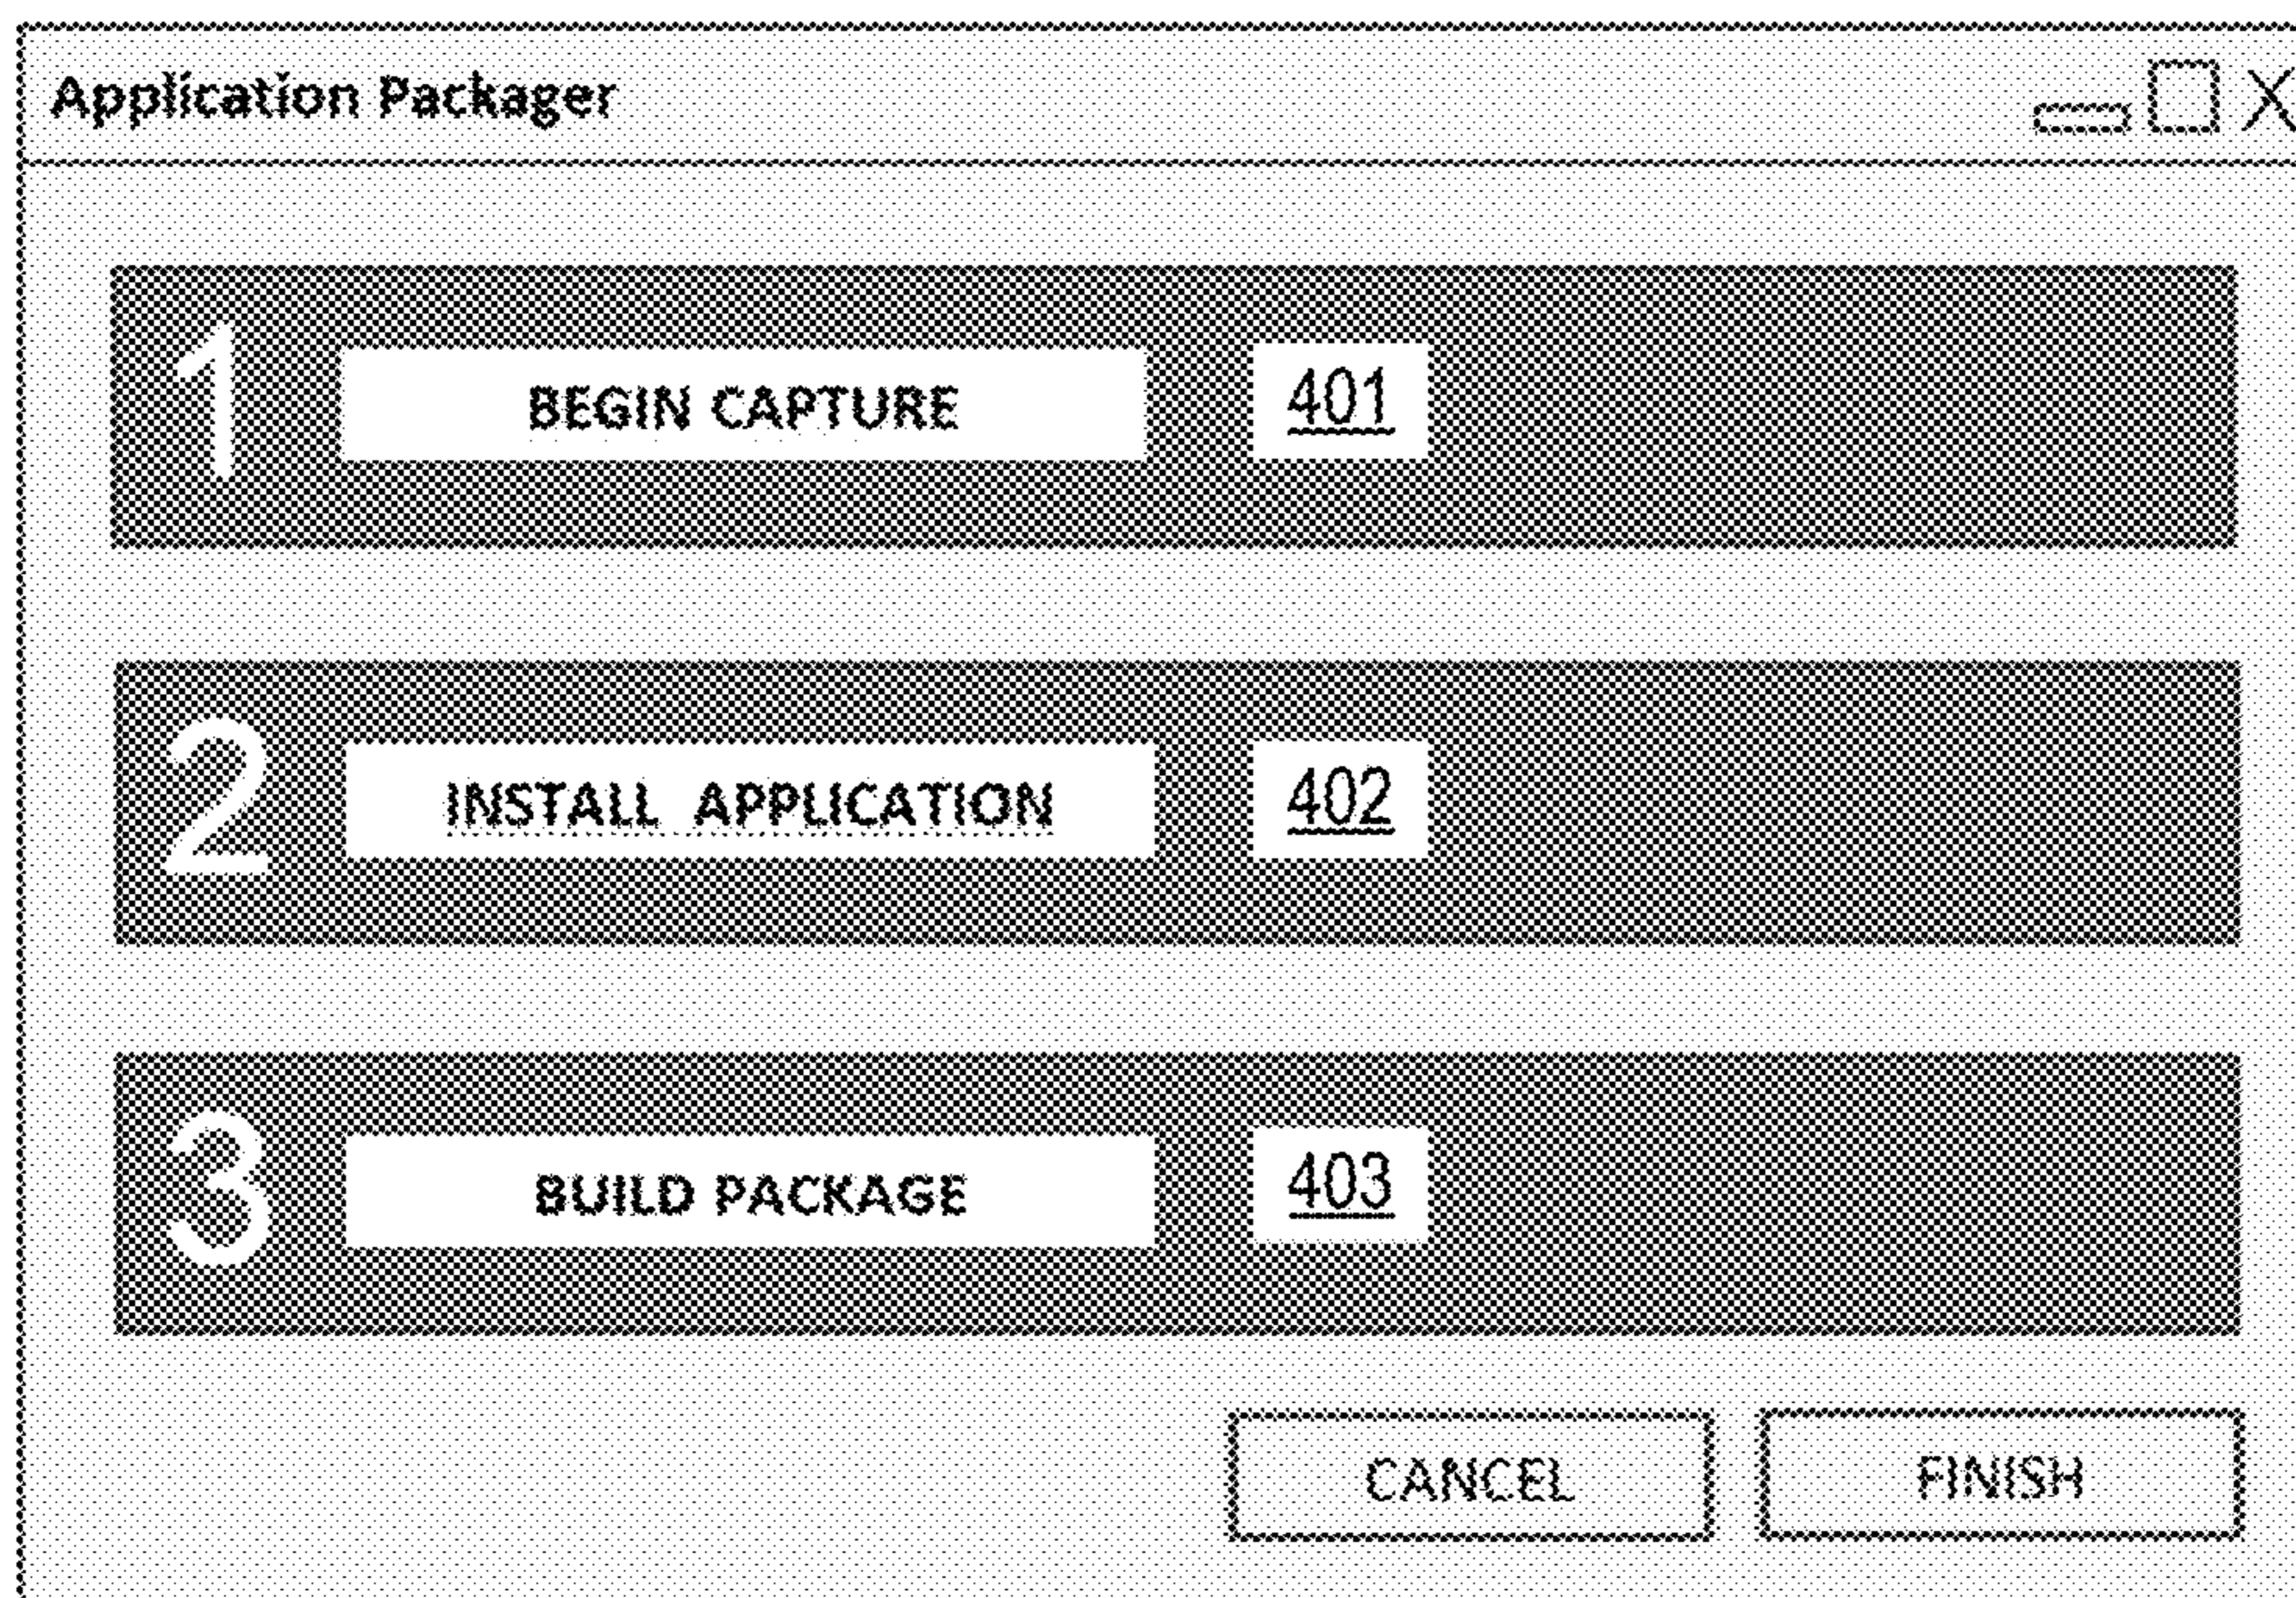 Application Packager
1 BEGIN CAPTURE 401
2 INSTALL APPLICATION 402
3 BUILD PACKAGE 403
CANCEL FINISH